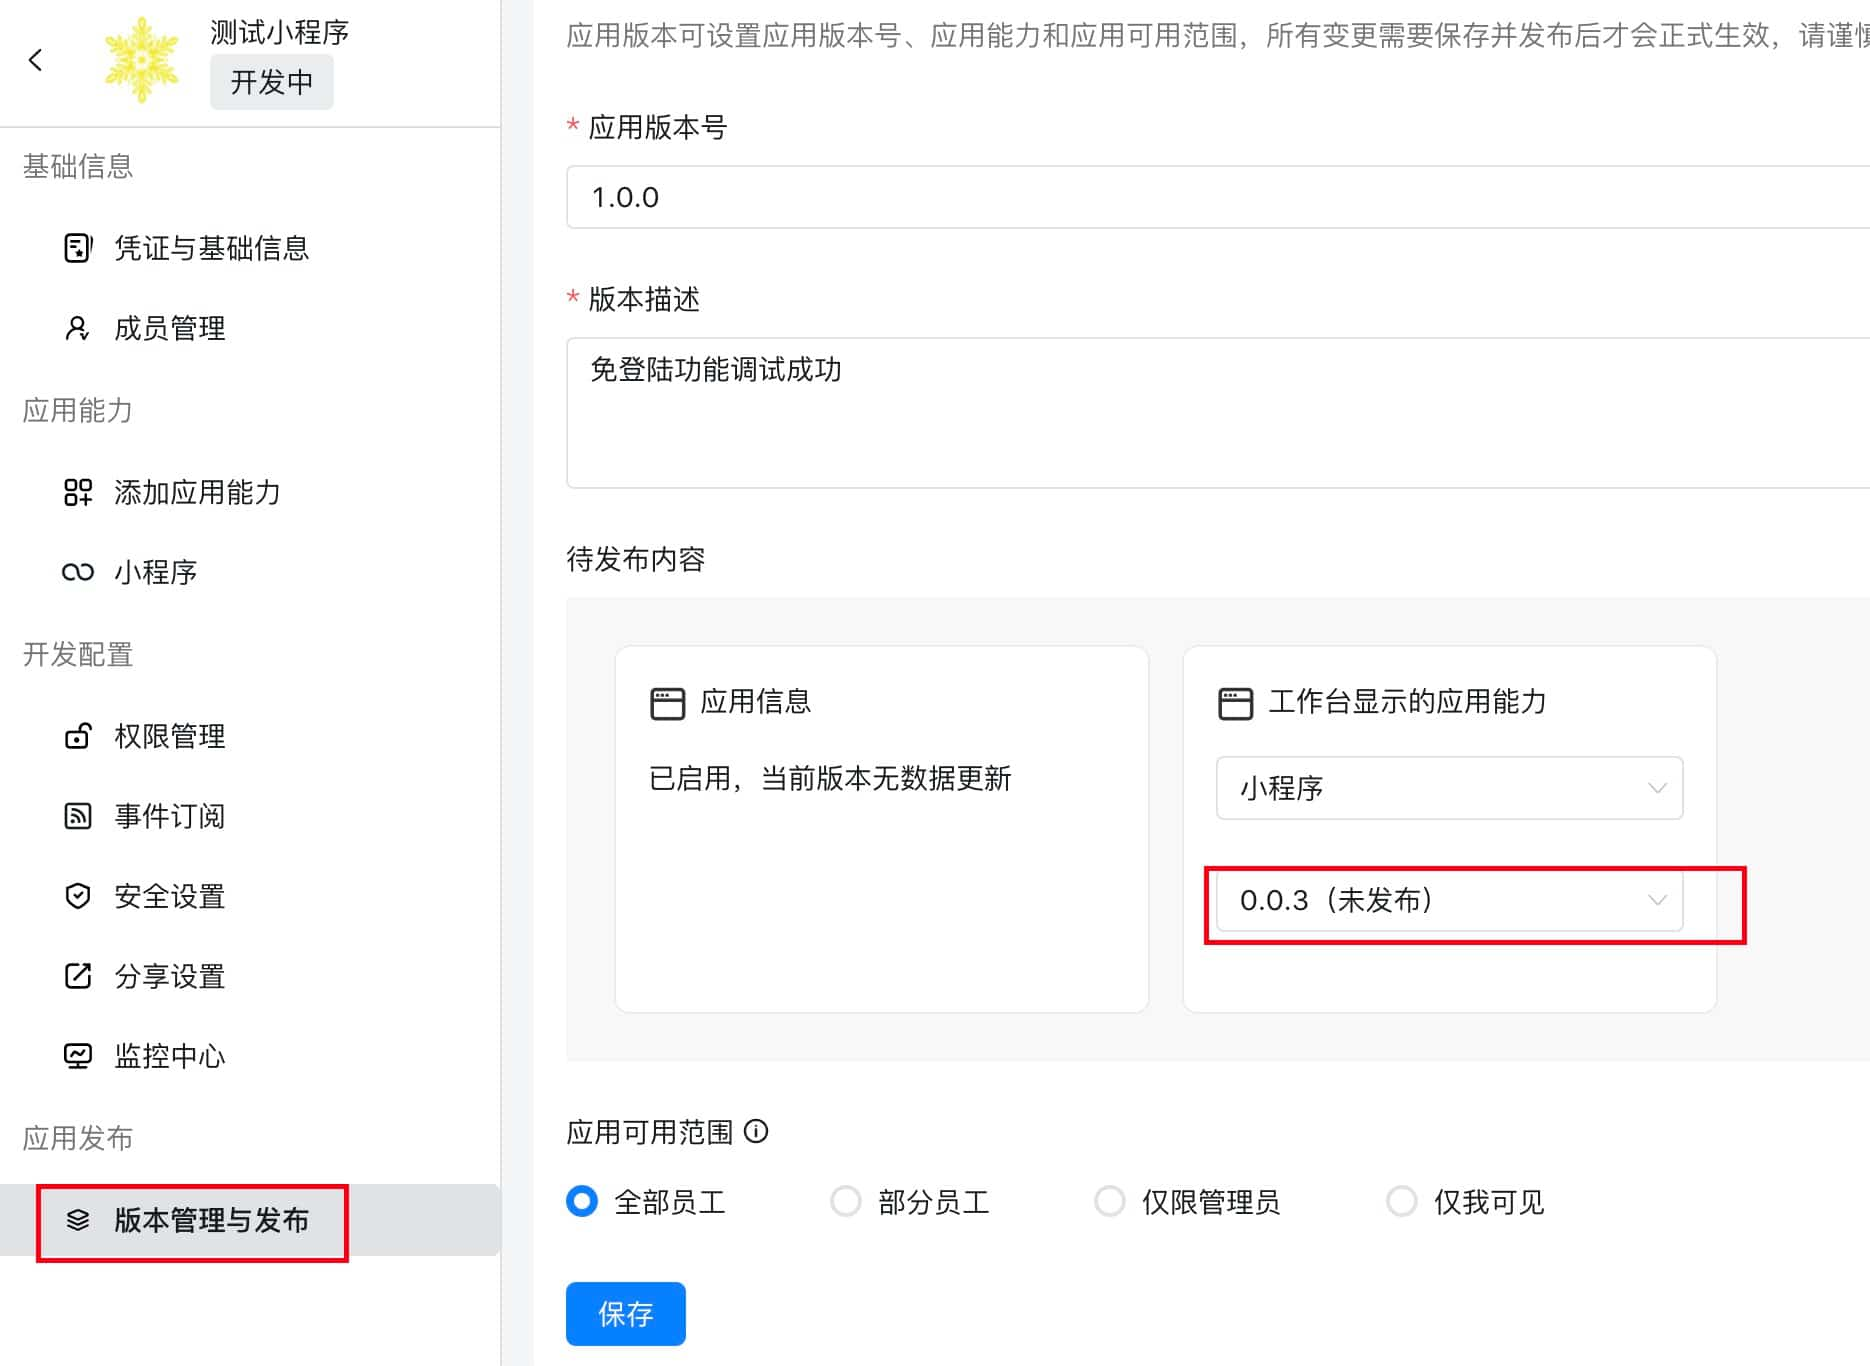 测试小程序
开发中
基础信息
凭证与基础信息
成员管理
应用能力
添加应用能力
小程序
开发配置
权限管理
事件订阅
安全设置
分享设置
监控中心
应用发布
版本管理与发布
应用版本可设置应用版本号、应用能力和应用可用范围，所有变更需要保存并发布后才会正式生效，请谨慎
* 应用版本号
1.0.0
* 版本描述
免登陆功能调试成功
待发布内容
应用信息
已启用，当前版本无数据更新
工作台显示的应用能力
小程序
0.0.3（未发布）
应用可用范围
全部员工 部分员工 仅限管理员 仅我可见
保存